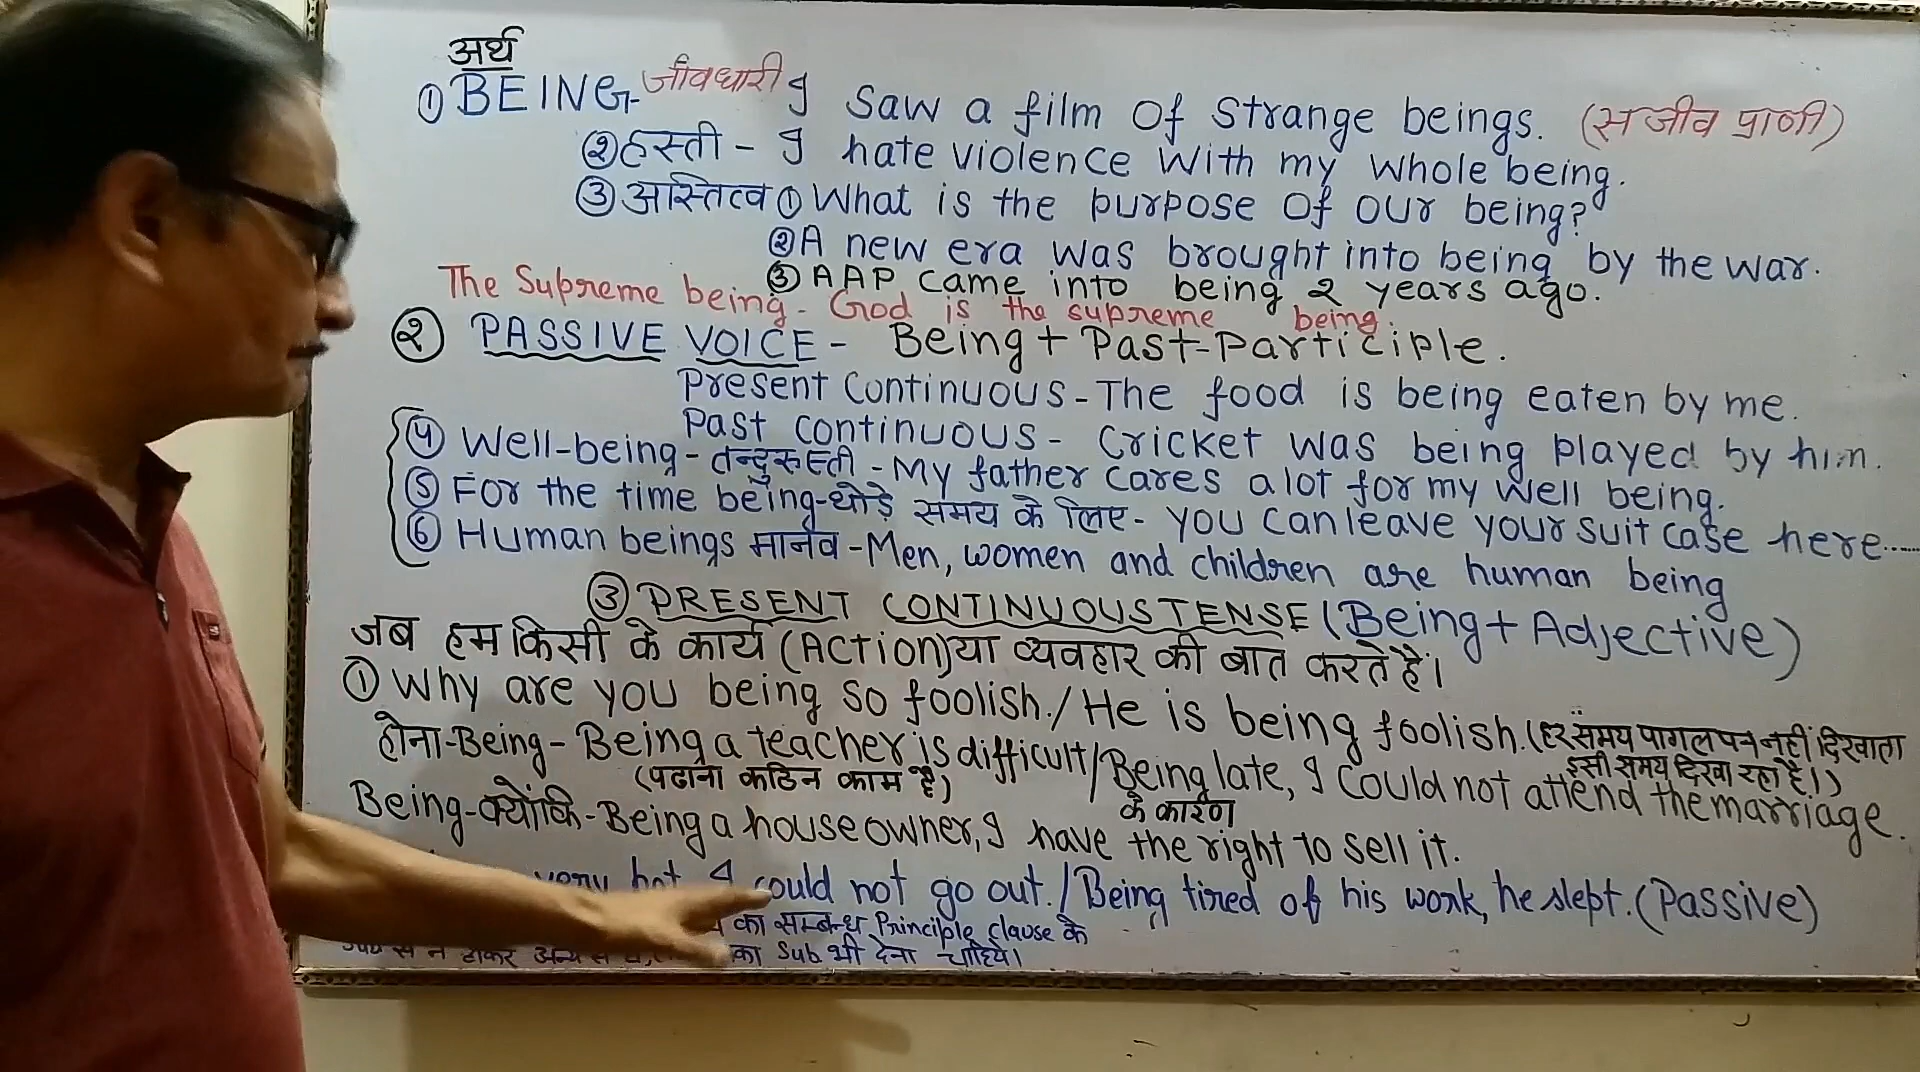 अर्थ
① BEING- जीवधारी I saw a film of strange beings. (सजीव प्राणी)
② हस्ती - I hate violence with my whole being.
③ अस्तित्व ① What is the purpose of our being?
② A new era was brought into being by the war.
③ AAP came into being 2 years ago.
The Supreme being - God is the supreme being.
② PASSIVE VOICE - Being + Past-Participle.
Present Continuous - The food is being eaten by me.
Past continuous - Cricket was being played by him.
④ Well-being - तन्दुरुस्ती - My father cares a lot for my well being.
⑤ For the time being - थोड़े समय के लिए - You can leave your suit case here......
⑥ Human beings मानव - Men, women and children are human being
③ PRESENT CONTINUOUS TENSE (Being + Adjective)
जब हम किसी के कार्य (Action) या व्यवहार की बात करते हैं।
① Why are you being so foolish./He is being foolish. (हर समय पागलपन नहीं दिखाता
इसी समय दिखा रहा है।)
होना-Being - Being a teacher is difficult/Being late, I could not attend the marriage.
(पढाना कठिन काम है) के कारण
Being-क्योंकि-Being a house owner, I have the right to sell it.
very hot I could not go out./Being tired of his work, he slept. (Passive)
का सम्बन्ध Principle clause के
से न होकर अन्य का Sub भी देना चाहिये।